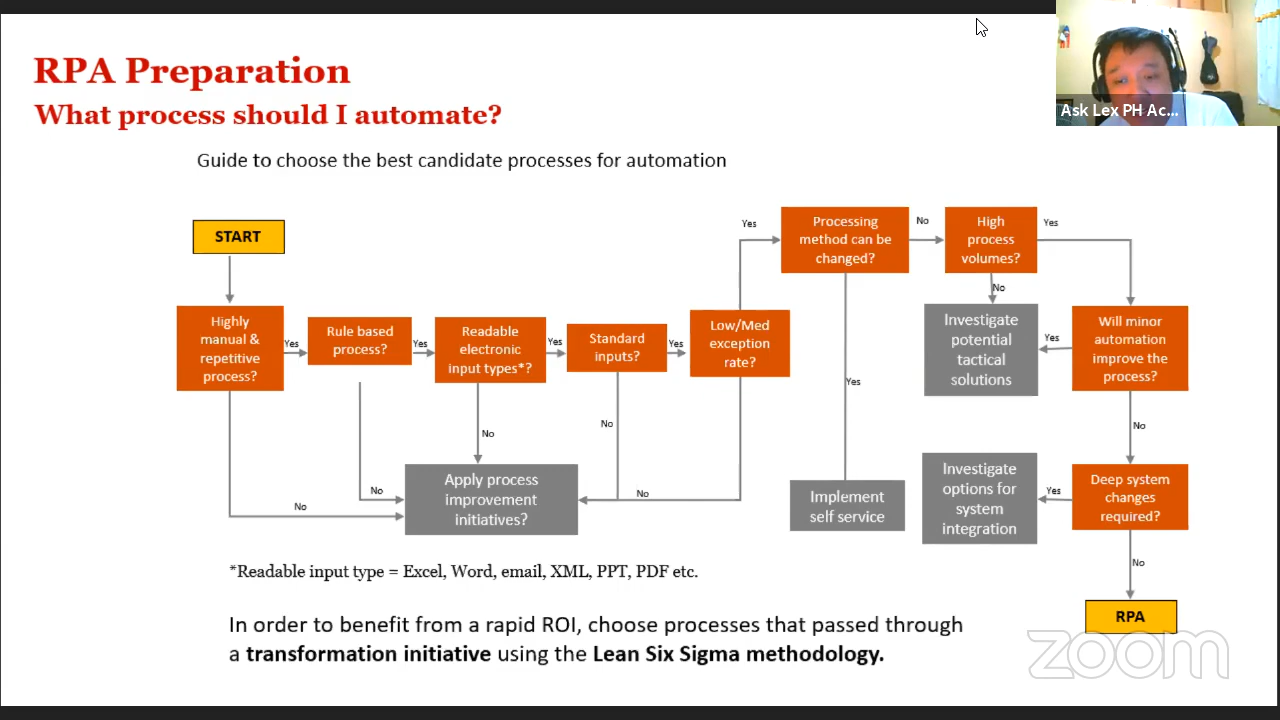 RPA Preparation
What process should I automate?
Ask Lex PH Ac...
Guide to choose the best candidate processes for automation
START
Highly
manual &
repetitive
process?
Yes
Rule based
process?
Yes
Readable
electronic
input types*?
Yes
Standard
inputs?
Yes
Low/Med
exception
rate?
Yes
Processing
method can be
changed?
No
High
process
volumes?
Yes
No
Investigate
potential
tactical
solutions
Yes
Will minor
automation
improve the
process?
Yes
No
No
No
No
No
No
Apply process
improvement
initiatives?
Implement
self service
Investigate
options for
system
integration
Yes
Deep system
changes
required?
No
RPA
*Readable input type = Excel, Word, email, XML, PPT, PDF etc.
In order to benefit from a rapid ROI, choose processes that passed through
a transformation initiative using the Lean Six Sigma methodology.
zoom